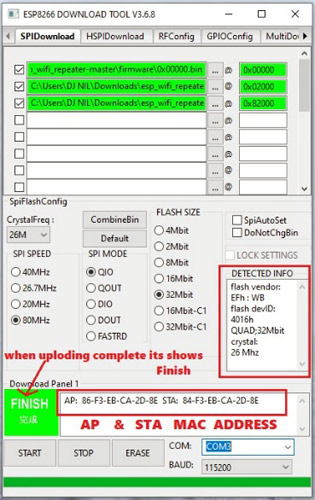 ESP8266 DOWNLOAD TOOL V3.6.8
SPIDownload HSPIDownload RFConfig GPIOConfig MultiDo
s_wifi_repeater-master\firmware\0x00000.bin ... @ 0x00000
C:\Users\DJ NIL\Downloads\esp_wifi_repeate ... @ 0x02000
C:\Users\DJ NIL\Downloads\esp_wifi_repeate ... @ 0x82000
... @
... @
... @
... @
... @
SpiFlashConfig
CrystalFreq :
26M
CombineBin
Default
SPI SPEED
40MHz
26.7MHz
20MHz
80MHz
SPI MODE
QIO
QOUT
DIO
DOUT
FASTRD
FLASH SIZE
4Mbit
2Mbit
8Mbit
16Mbit
32Mbit
16Mbit-C1
32Mbit-C1
SpiAutoSet
DoNotChgBin
LOCK SETTINGS
DETECTED INFO
flash vendor:
EFh : WB
flash devID:
4016h
QUAD;32Mbit
crystal:
26 Mhz
when uploding complete its shows
Finish
Download Panel 1
FINISH
完成
AP: 86-F3-EB-CA-2D-8E STA: 84-F3-EB-CA-2D-8E
AP & STA MAC ADDRESS
START STOP ERASE
COM: COM3
BAUD: 115200